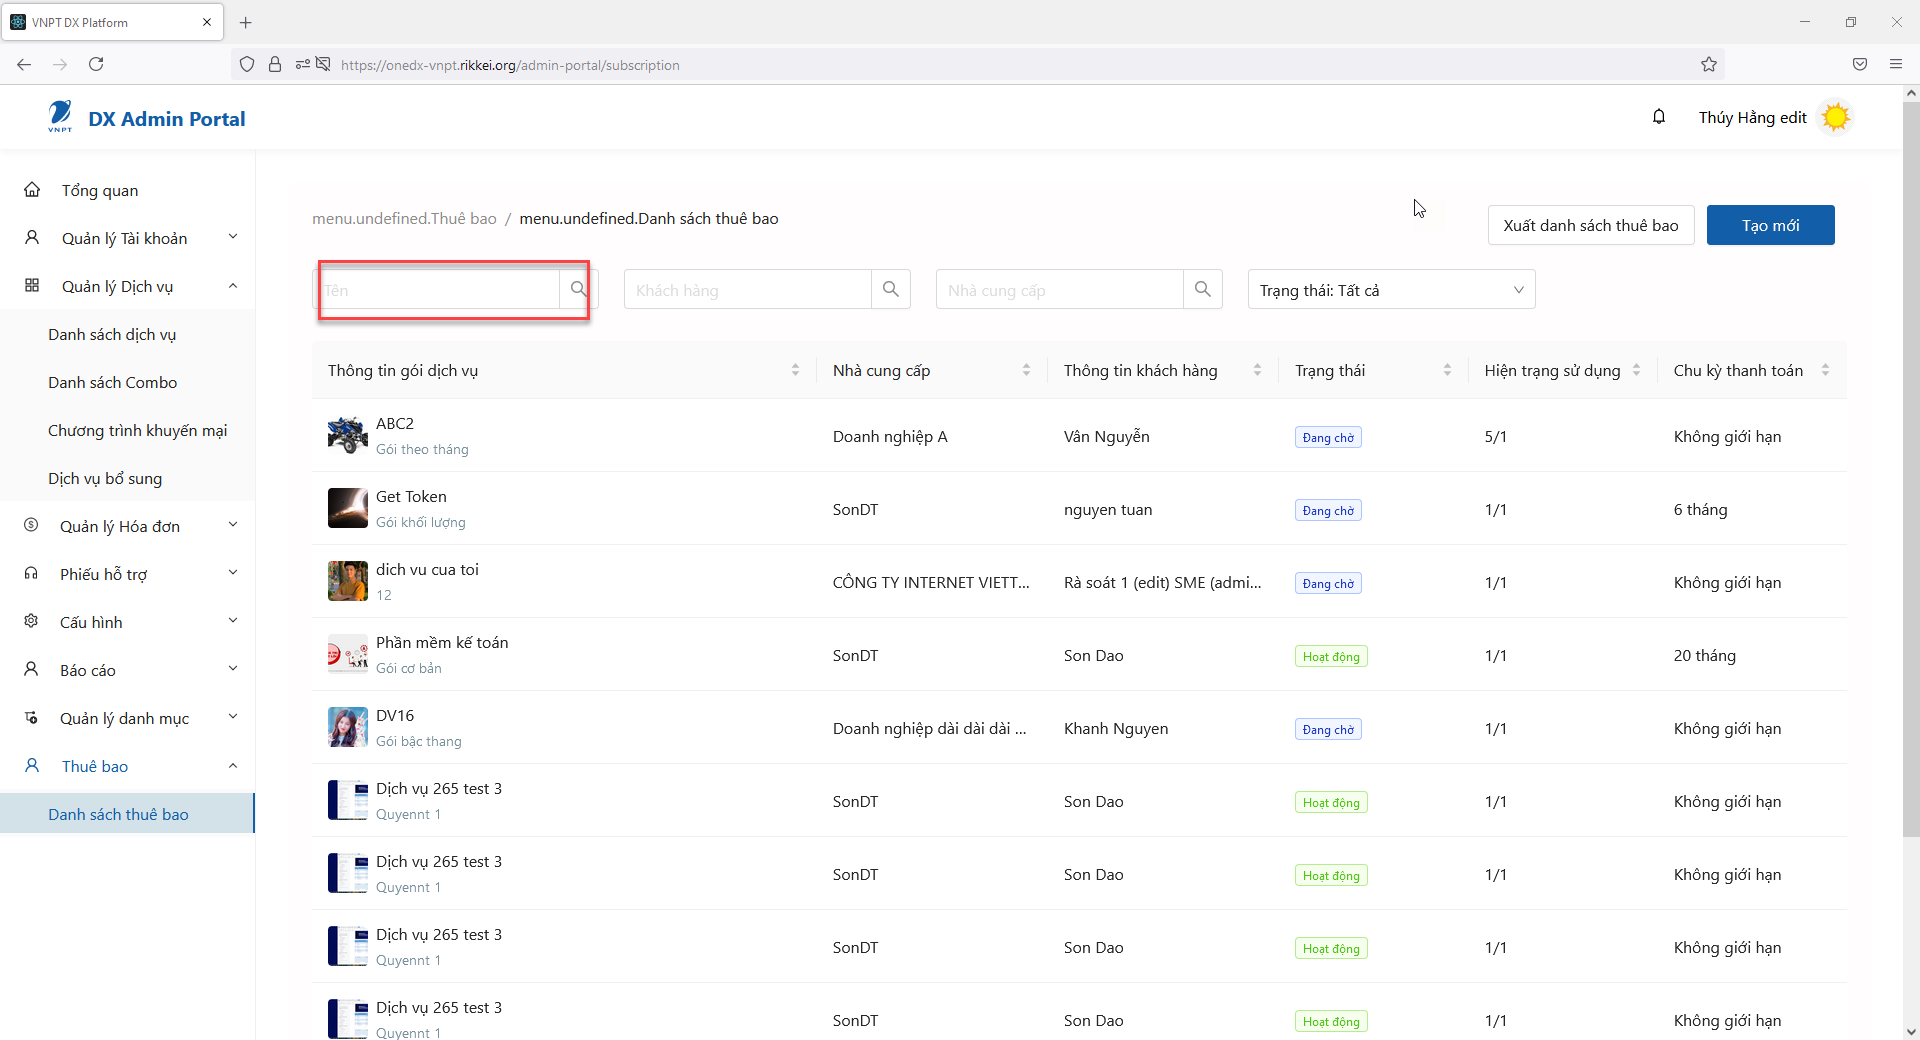 VNPT DX Platform
https://onedx-vnpt.rikkei.org/admin-portal/subscription
VNPT
DX Admin Portal
Thúy Hằng edit
Tổng quan
Quản lý Tài khoản
Quản lý Dịch vụ
Danh sách dịch vụ
Danh sách Combo
Chương trình khuyến mại
Dịch vụ bổ sung
Quản lý Hóa đơn
Phiếu hỗ trợ
Cấu hình
Báo cáo
Quản lý danh mục
Thuê bao
Danh sách thuê bao
menu.undefined.Thuê bao / menu.undefined.Danh sách thuê bao
Xuất danh sách thuê bao
Tạo mới
Tên
Khách hàng
Nhà cung cấp
Trạng thái: Tất cả
Thông tin gói dịch vụ Nhà cung cấp Thông tin khách hàng Trạng thái Hiện trạng sử dụng Chu kỳ thanh toán
ABC2
Gói theo tháng
Doanh nghiệp A Vân Nguyễn Đang chờ 5/1 Không giới hạn
Get Token
Gói khối lượng
SonDT nguyen tuan Đang chờ 1/1 6 tháng
dich vu cua toi
12
CÔNG TY INTERNET VIETT... Rà soát 1 (edit) SME (admi... Đang chờ 1/1 Không giới hạn
Phần mềm kế toán
Gói cơ bản
SonDT Son Dao Hoạt động 1/1 20 tháng
DV16
Gói bậc thang
Doanh nghiệp dài dài dài ... Khanh Nguyen Đang chờ 1/1 Không giới hạn
Dịch vụ 265 test 3
Quyennt 1
SonDT Son Dao Hoạt động 1/1 Không giới hạn
Dịch vụ 265 test 3
Quyennt 1
SonDT Son Dao Hoạt động 1/1 Không giới hạn
Dịch vụ 265 test 3
Quyennt 1
SonDT Son Dao Hoạt động 1/1 Không giới hạn
Dịch vụ 265 test 3
Quyennt 1
SonDT Son Dao Hoạt động 1/1 Không giới hạn